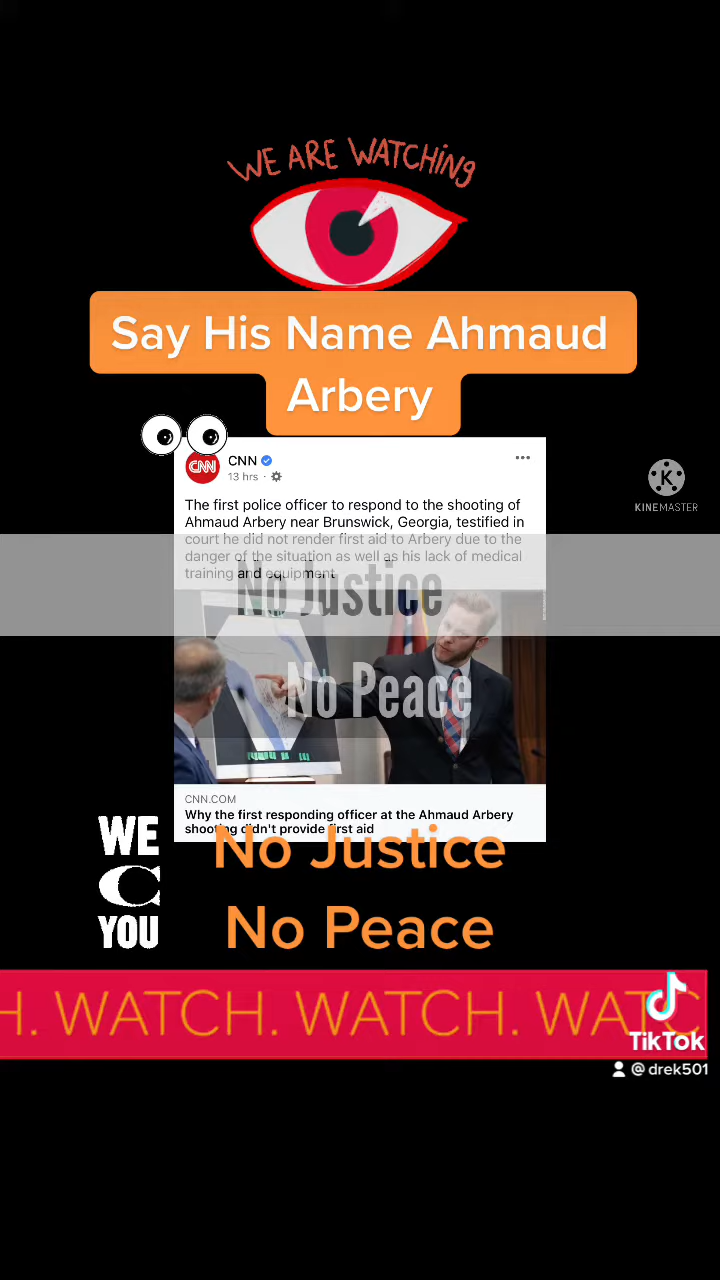 WE ARE WATCHING
Say His Name Ahmaud
Arbery
CNN
CNN
13 hrs ·
The first police officer to respond to the shooting of
Ahmaud Arbery near Brunswick, Georgia, testified in
court he did not render first aid to Arbery due to the
danger of the situation as well as his lack of medical
training and equipment
K
KINEMASTER
No Justice
No Peace
CNN.COM
Why the first responding officer at the Ahmaud Arbery
shooting didn't provide first aid
WE
C
YOU
No Justice
No Peace
H. WATCH. WATCH. WATC
TikTok
@drek501